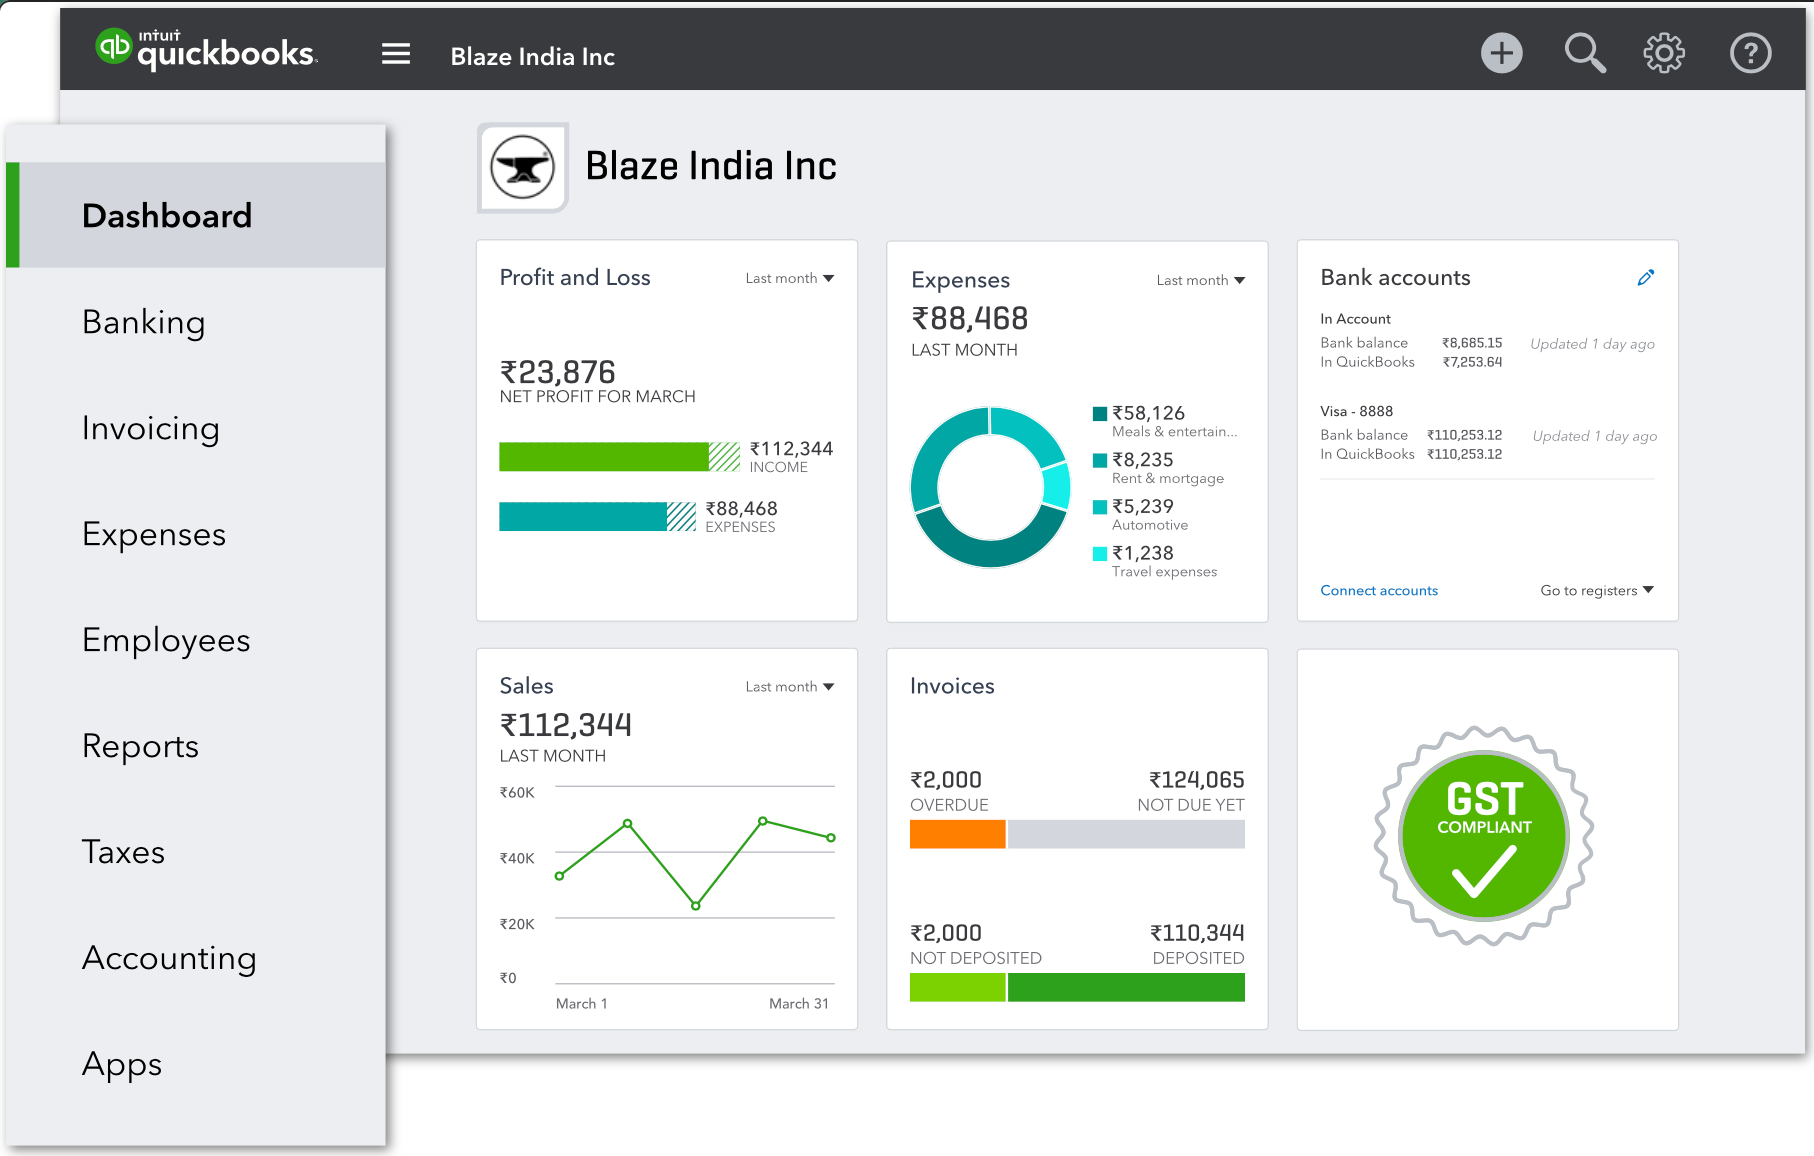 ıntuıt
quickbooks.
Blaze India Inc
Dashboard
Banking
Invoicing
Expenses
Employees
Reports
Taxes
Accounting
Apps
Blaze India Inc
Profit and Loss
Last month
₹23,876
NET PROFIT FOR MARCH
₹112,344
INCOME
₹88,468
EXPENSES
Expenses
Last month
₹88,468
LAST MONTH
₹58,126
Meals & entertain...
₹8,235
Rent & mortgage
₹5,239
Automotive
₹1,238
Travel expenses
Bank accounts
In Account
Bank balance ₹8,685.15 Updated 1 day ago
In QuickBooks ₹7,253.64
Visa - 8888
Bank balance ₹110,253.12 Updated 1 day ago
In QuickBooks ₹110,253.12
Connect accounts
Go to registers
Sales
Last month
₹112,344
LAST MONTH
₹60K
₹40K
₹20K
₹0
March 1 March 31
Invoices
₹2,000 ₹124,065
OVERDUE NOT DUE YET
₹2,000 ₹110,344
NOT DEPOSITED DEPOSITED
GST
COMPLIANT